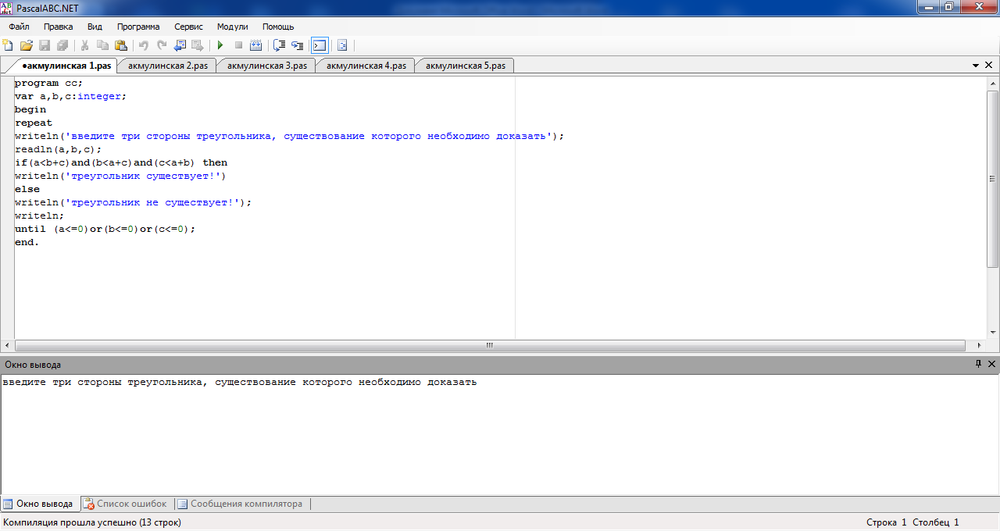 PascalABC.NET
Файл Правка Вид Программа Сервис Модули Помощь
•акмулинская 1.pas акмулинская 2.pas акмулинская 3.pas акмулинская 4.pas акмулинская 5.pas
program cc;
var a,b,c:integer;
begin
repeat
writeln('введите три стороны треугольника, существование которого необходимо доказать');
readln(a,b,c);
if(a<b+c)and(b<a+c)and(c<a+b) then
writeln('треугольник существует!')
else
writeln('треугольник не существует!');
writeln;
until (a<=0)or(b<=0)or(c<=0);
end.
Окно вывода
введите три стороны треугольника, существование которого необходимо доказать
Окно вывода Список ошибок Сообщения компилятора
Компиляция прошла успешно (13 строк) Строка 1 Столбец 1